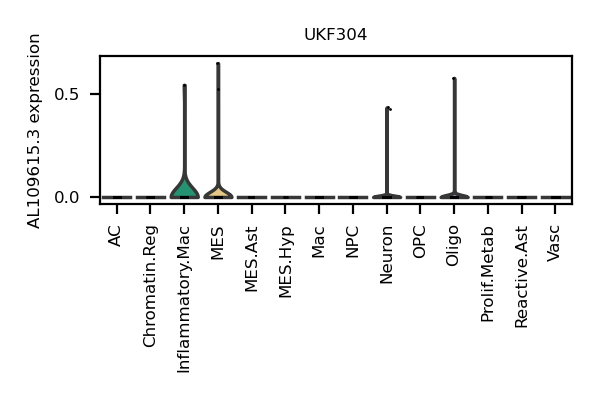 UKF304
AL109615.3 expression
0.5
0.0
AC
Chromatin.Reg
Inflammatory.Mac
MES
MES.Ast
MES.Hyp
Mac
NPC
Neuron
OPC
Oligo
Prolif.Metab
Reactive.Ast
Vasc